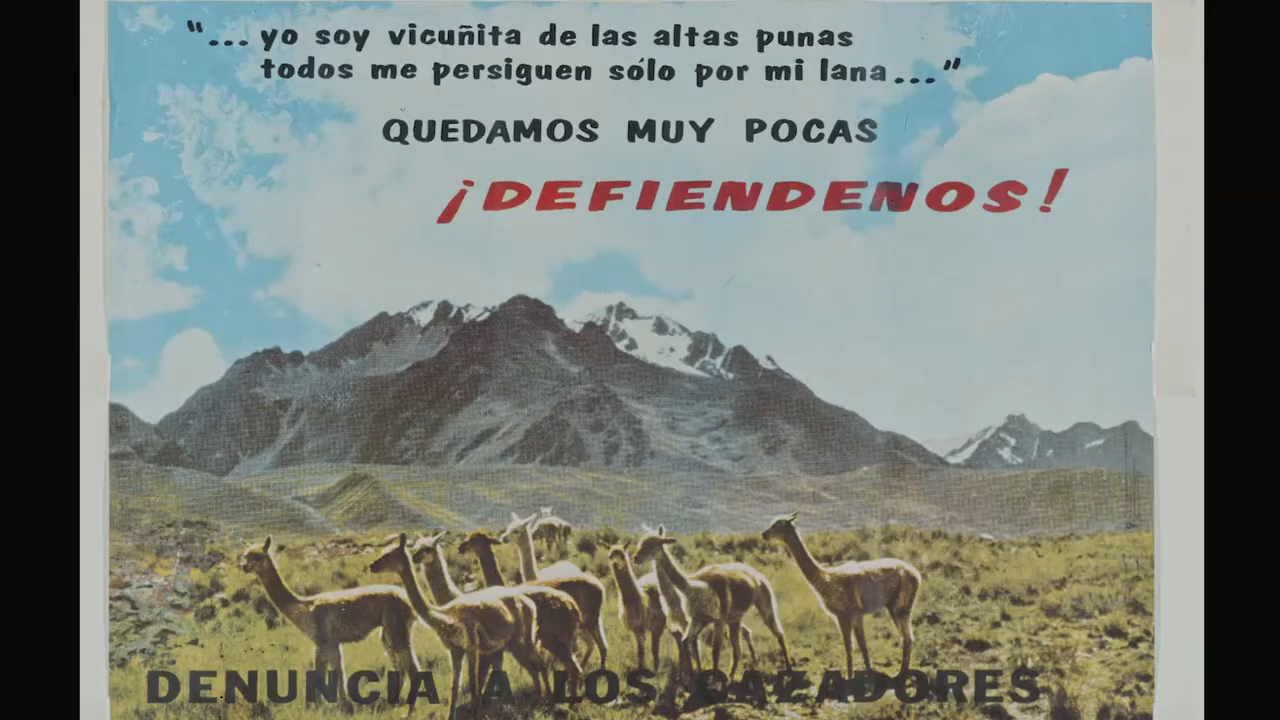 "... yo soy vicuñita de las altas punas
todos me persiguen sólo por mi lana..."
QUEDAMOS MUY POCAS
¡DEFIENDENOS!
DENUNCIA A LOS CAZADORES